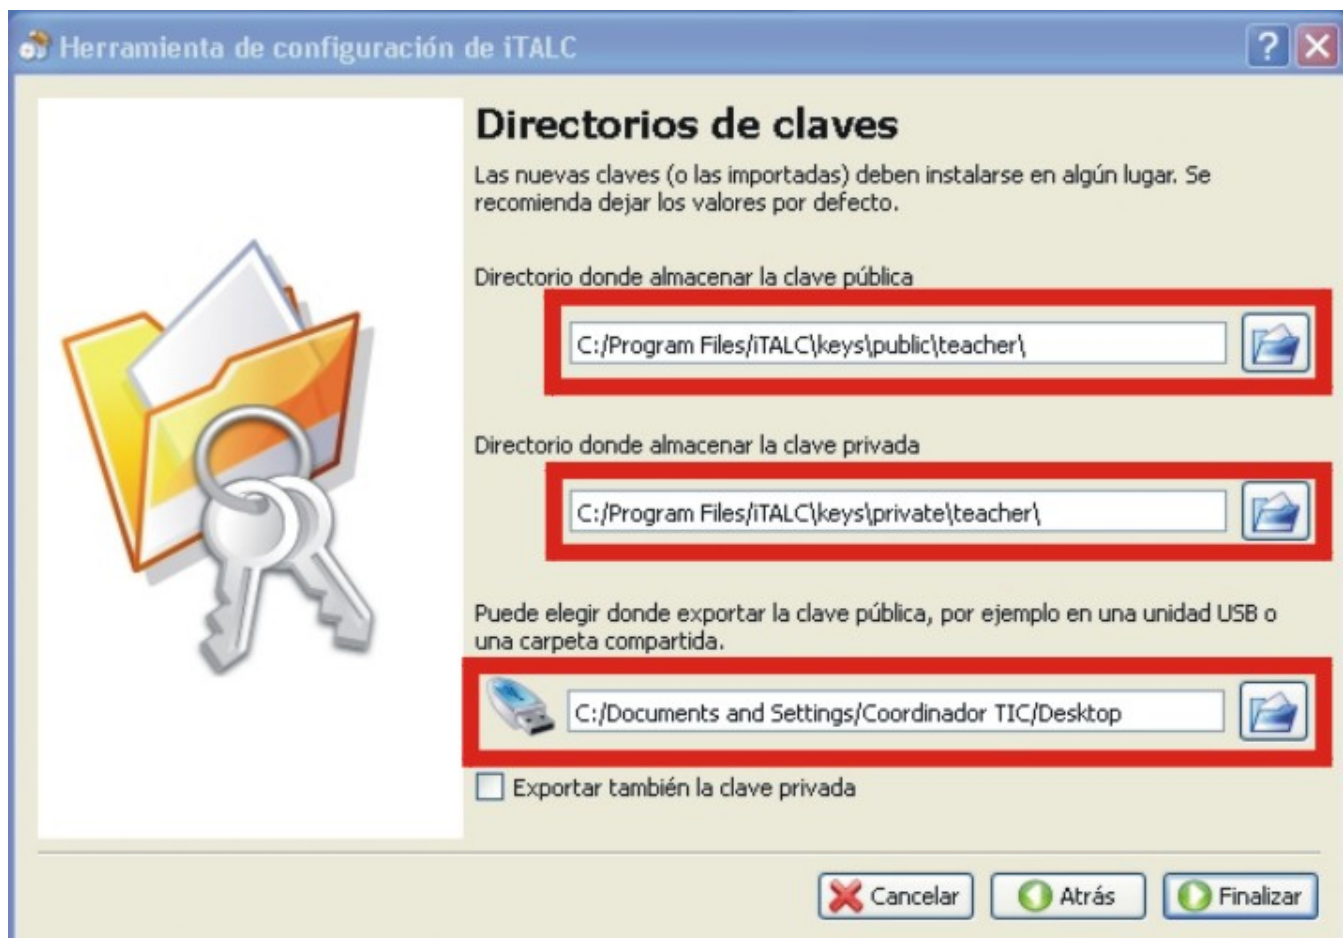 Herramienta de configuración de iTALC
Directorios de claves
Las nuevas claves (o las importadas) deben instalarse en algún lugar. Se
recomienda dejar los valores por defecto.
Directorio donde almacenar la clave pública
C:/Program Files/iTALC\keys\public\teacher\
Directorio donde almacenar la clave privada
C:/Program Files/iTALC\keys\private\teacher\
Puede elegir donde exportar la clave pública, por ejemplo en una unidad USB o
una carpeta compartida.
C:/Documents and Settings/Coordinador TIC/Desktop
Exportar también la clave privada
Cancelar Atrás Finalizar